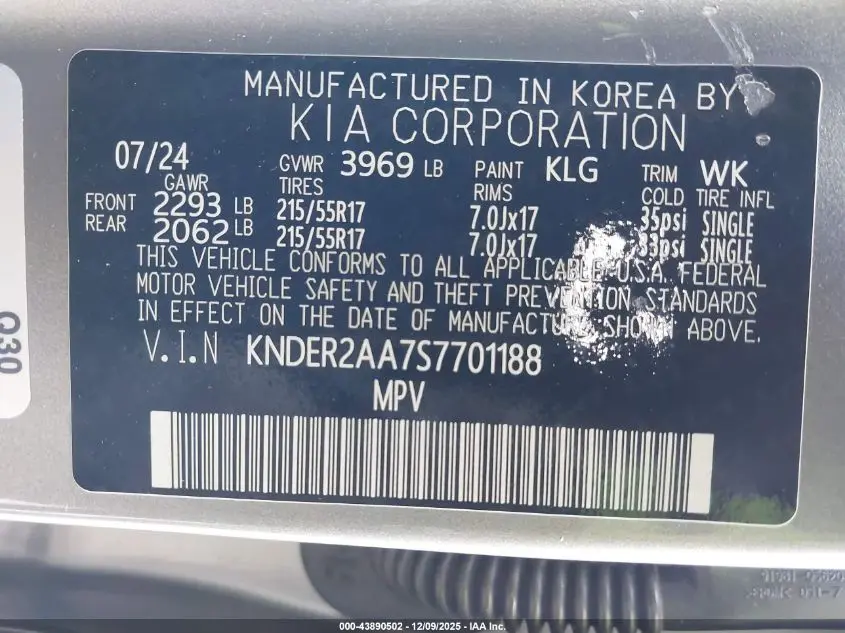 MANUFACTURED IN KOREA BY
KIA CORPORATION
07/24 GVWR 3969 LB PAINT KLG TRIM WK
GAWR TIRES RIMS COLD TIRE INFL
FRONT 2293 LB 215/55R17 7.0Jx17 35psi SINGLE
REAR 2062 LB 215/55R17 7.0Jx17 33psi SINGLE
THIS VEHICLE CONFORMS TO ALL APPLICABLE U.S.A. FEDERAL
MOTOR VEHICLE SAFETY AND THEFT PREVENTION STANDARDS
IN EFFECT ON THE DATE OF MANUFACTURE SHOWN ABOVE.
V.I.N KNDER2AA7S7701188
MPV
Q30
000-43890502 / 12/09/2025 - IAA Inc. - Copyright